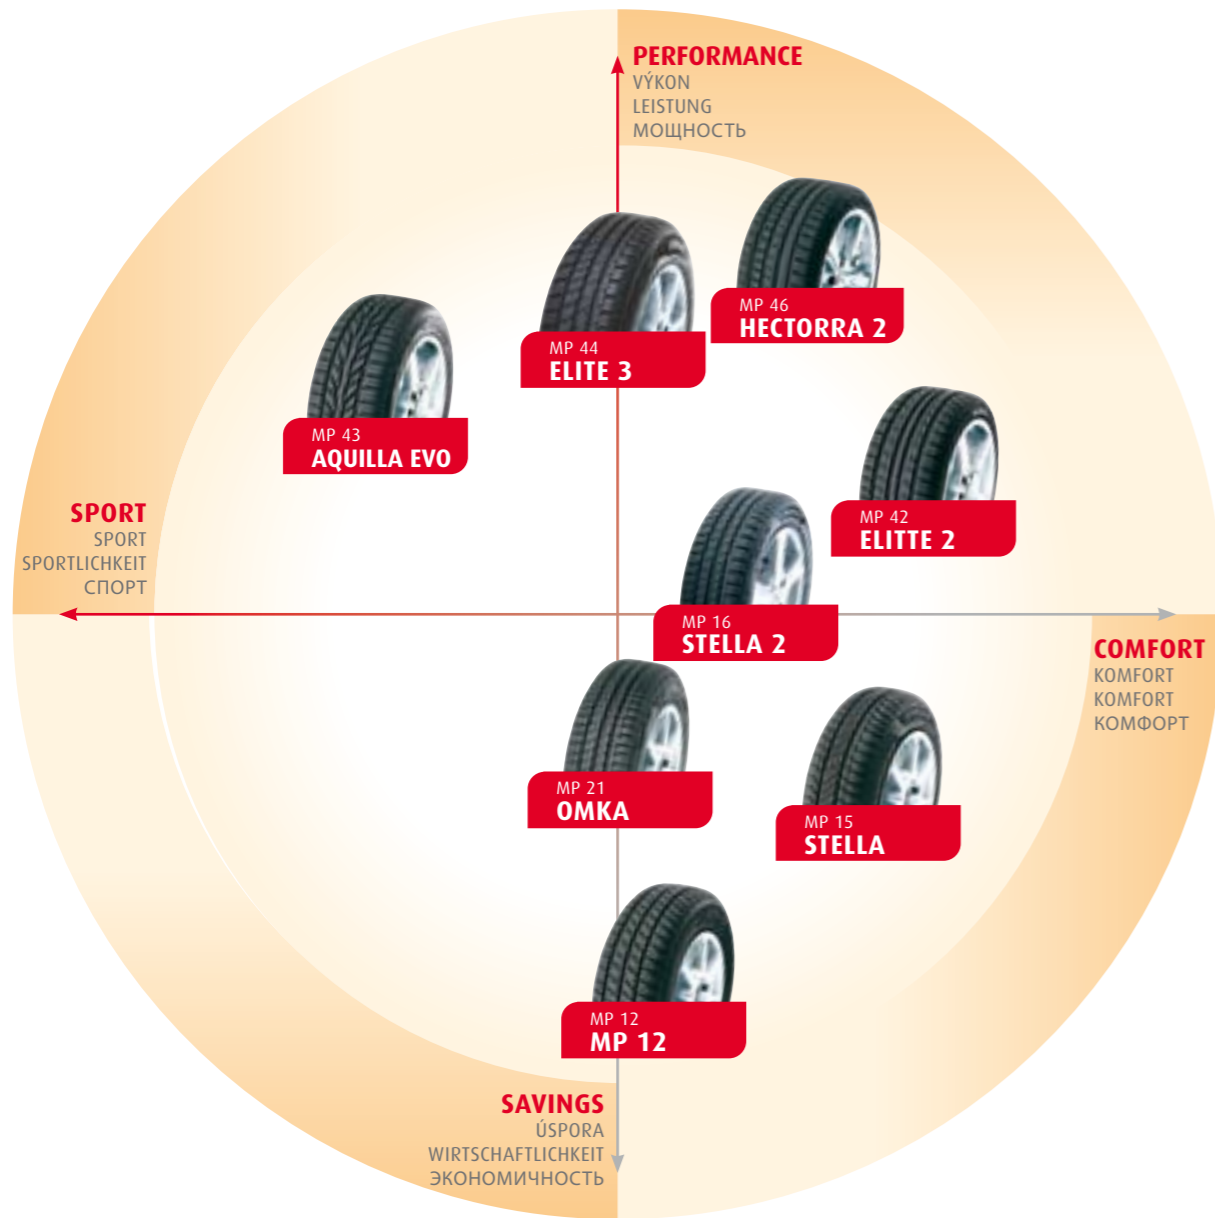 PERFORMANCE
VÝKON
LEISTUNG
МОЩНОСТЬ
MP 46
HECTORRA 2
MP 44
ELITE 3
MP 43
AQUILLA EVO
MP 42
ELITTE 2
SPORT
SPORT
SPORTLICHKEIT
СПОРТ
MP 16
STELLA 2
COMFORT
KOMFORT
KOMFORT
КОМФОРТ
MP 21
OMKA
MP 15
STELLA
MP 12
MP 12
SAVINGS
ÚSPORA
WIRTSCHAFTLICHKEIT
ЭКОНОМИЧНОСТЬ